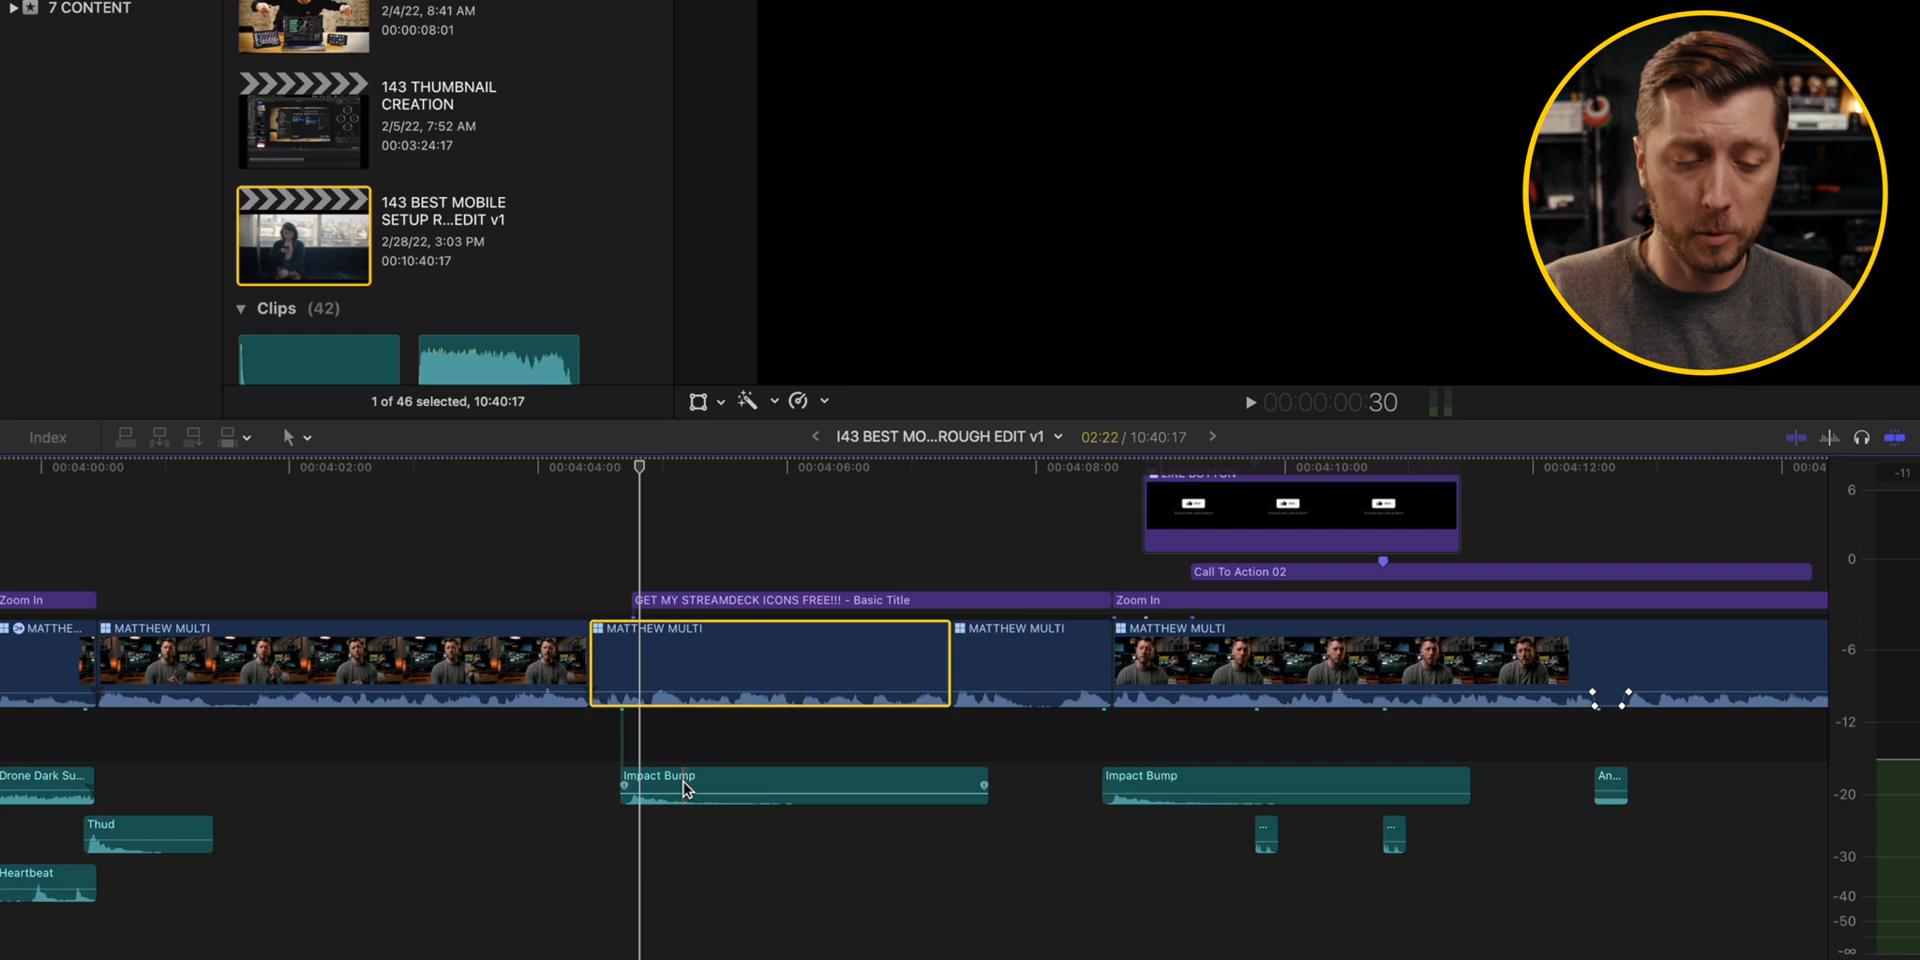 7 CONTENT
2/4/22, 8:41 AM
00:00:08:01
143 THUMBNAIL
CREATION
2/5/22, 7:52 AM
00:03:24:17
143 BEST MOBILE
SETUP R...EDIT v1
2/28/22, 3:03 PM
00:10:40:17
Clips (42)
1 of 46 selected, 10:40:17
00:00:00:30
Index
143 BEST MO...ROUGH EDIT v1
02:22 / 10:40:17
00:04:00:00
00:04:02:00
00:04:04:00
00:04:06:00
00:04:08:00
00:04:10:00
00:04:12:00
00:04
-11
LIKE BUTTON
6
0
-6
-12
-20
-30
-40
-50
-∞
Call To Action 02
Zoom In
GET MY STREAMDECK ICONS FREE!!! - Basic Title
Zoom In
MATTHE...
MATTHEW MULTI
MATTHEW MULTI
MATTHEW MULTI
MATTHEW MULTI
Drone Dark Su...
Impact Bump
Impact Bump
An...
Thud
...
...
Heartbeat